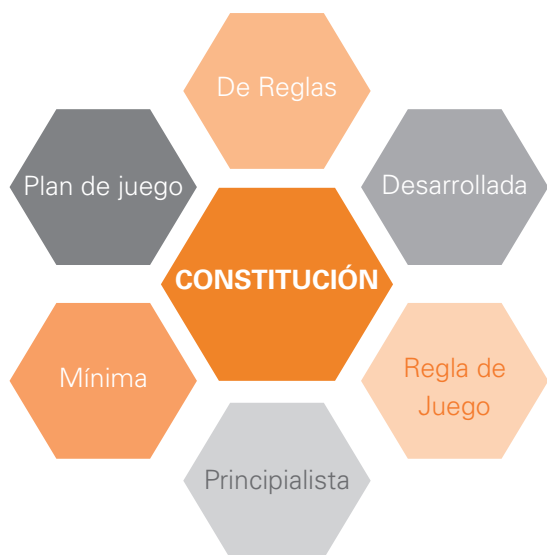 De Reglas
Plan de juego
Desarrollada
CONSTITUCIÓN
Mínima
Regla de
Juego
Principialista